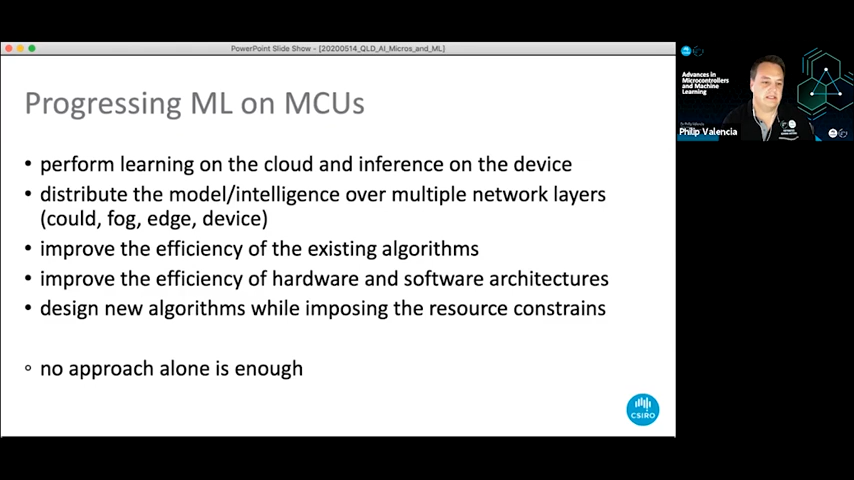 PowerPoint Slide Show - [20200514_QLD_AI_Micros_and_ML]
Progressing ML on MCUs
• perform learning on the cloud and inference on the device
• distribute the model/intelligence over multiple network layers
(could, fog, edge, device)
• improve the efficiency of the existing algorithms
• improve the efficiency of hardware and software architectures
• design new algorithms while imposing the resource constrains
◦ no approach alone is enough
CSIRO
Advances in
Microcontrollers
and Machine
Learning
Philip Valencia